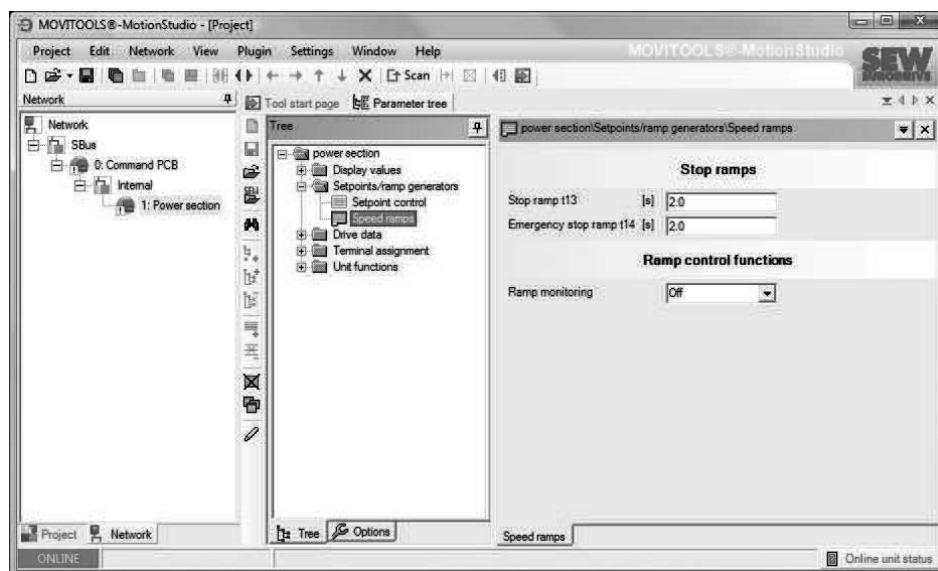 MOVITOOLS®-MotionStudio - [Project]
Project Edit Network View Plugin Settings Window Help
MOVITOOLS®-MotionStudio
SEW
EURODRIVE
Scan
Network
Tool start page
Parameter tree
Network
SBus
0: Command PCB
Internal
1: Power section
Tree
power section
Display values
Setpoints/ramp generators
Setpoint control
Speed ramps
Drive data
Terminal assignment
Unit functions
power section\Setpoints/ramp generators\Speed ramps
Stop ramps
Stop ramp t13 [s] 2.0
Emergency stop ramp t14 [s] 2.0
Ramp control functions
Ramp monitoring Off
Project
Network
Tree
Options
Speed ramps
ONLINE
Online unit status